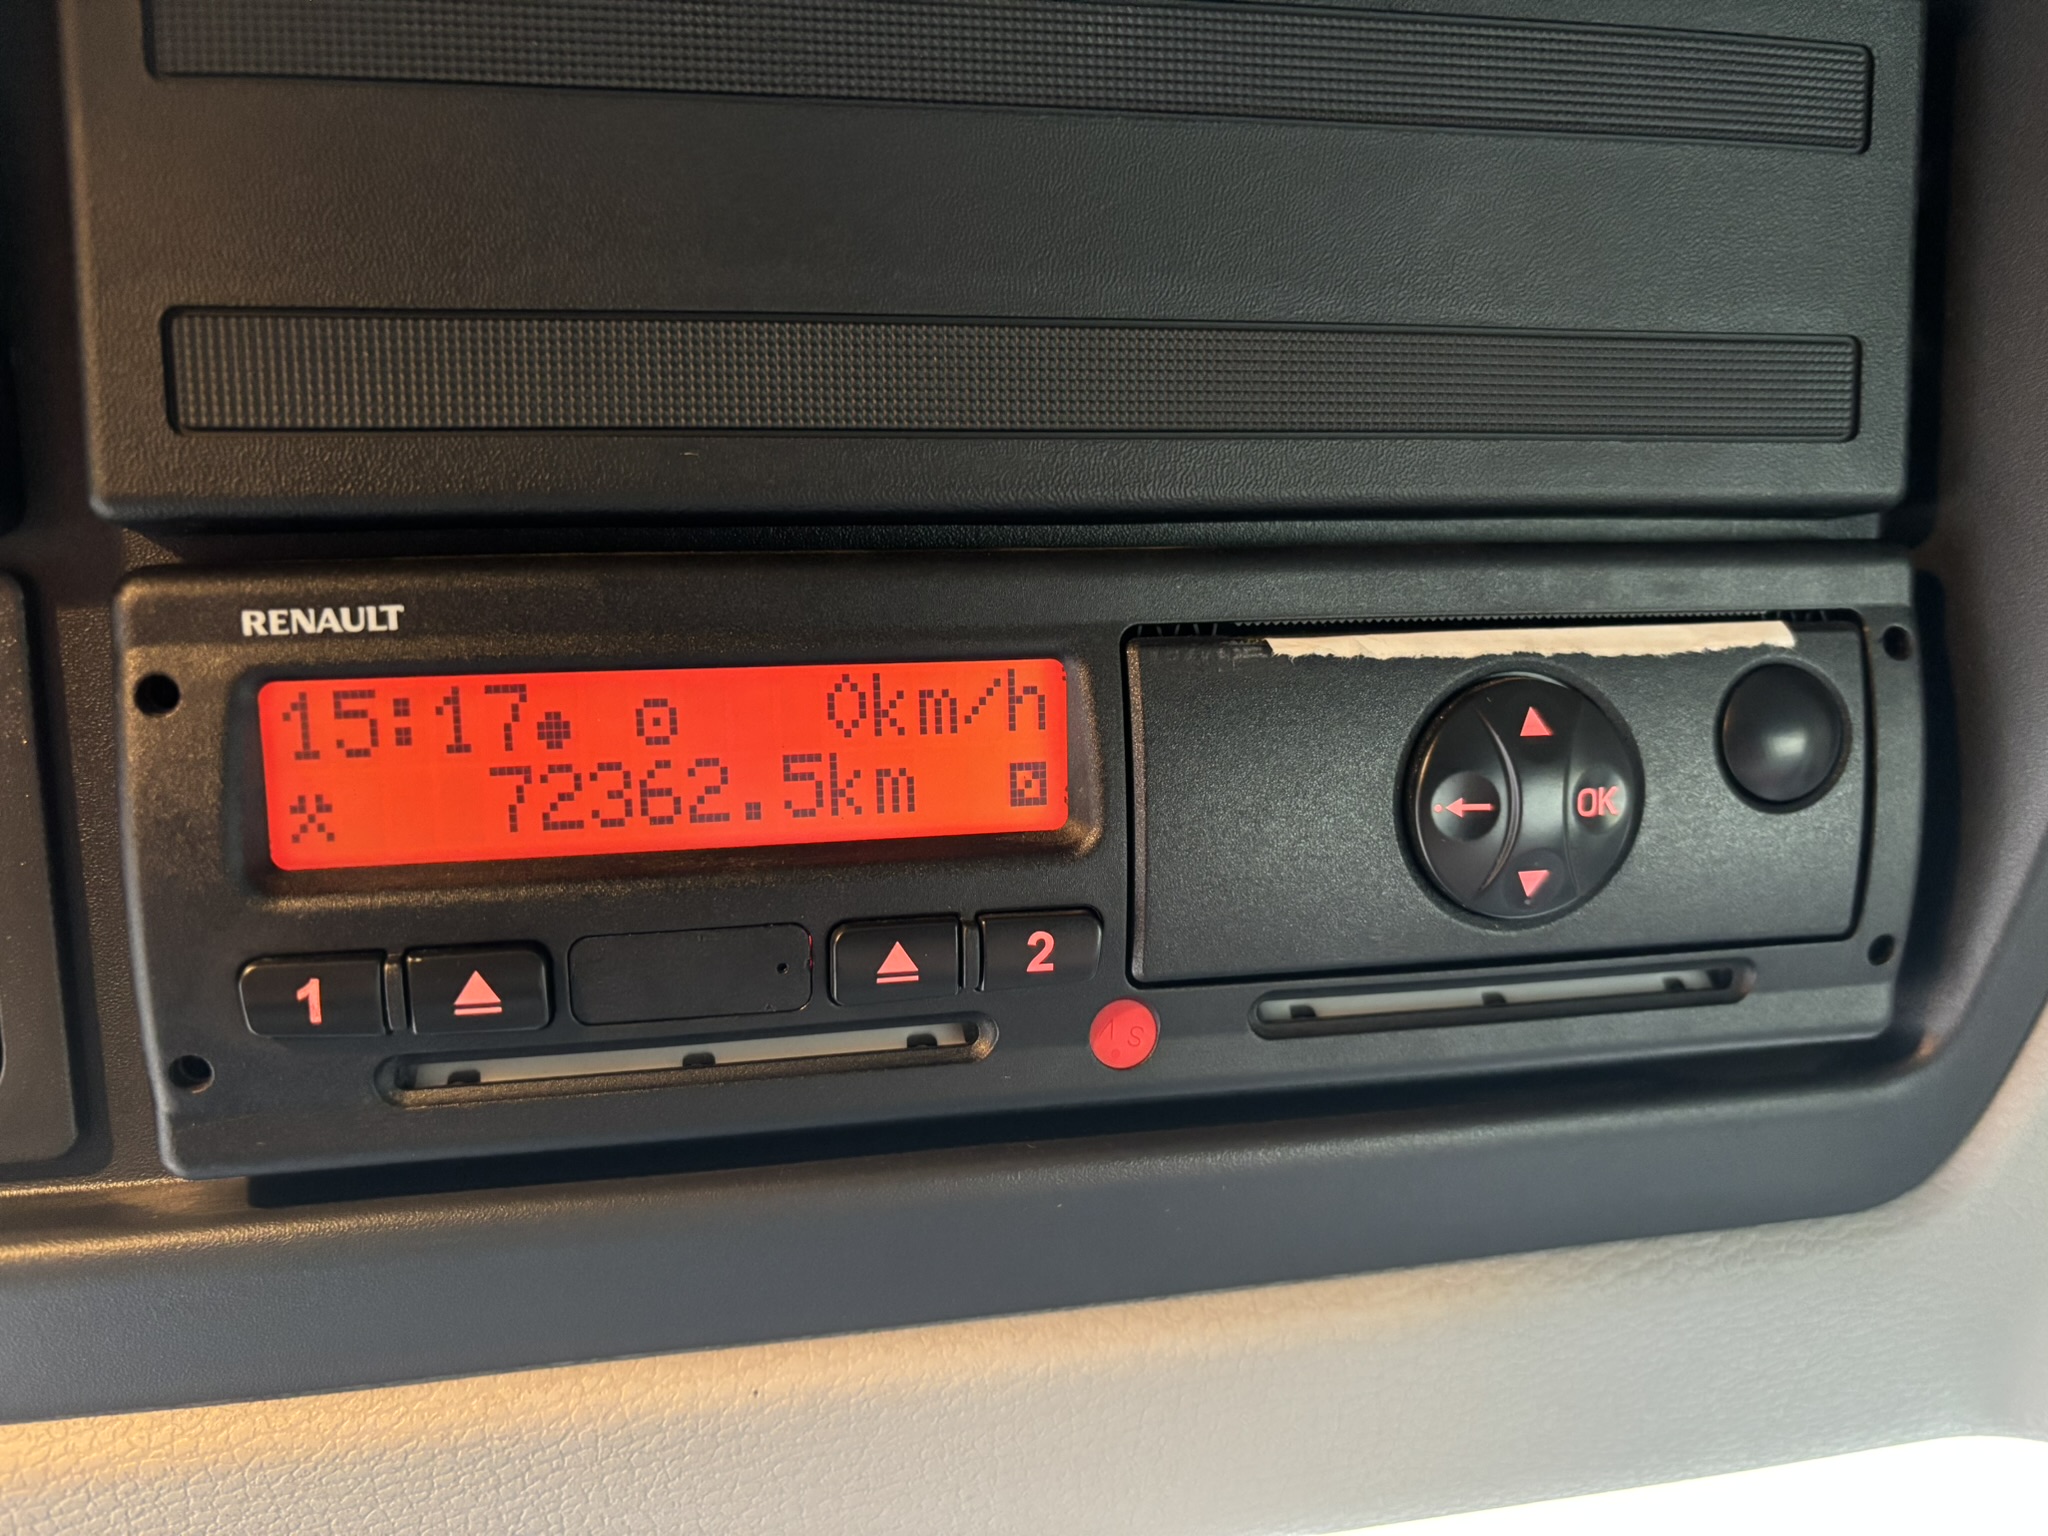 RENAULT
15:17● ⊙ 0km/h
72362.5km
OK
1 2